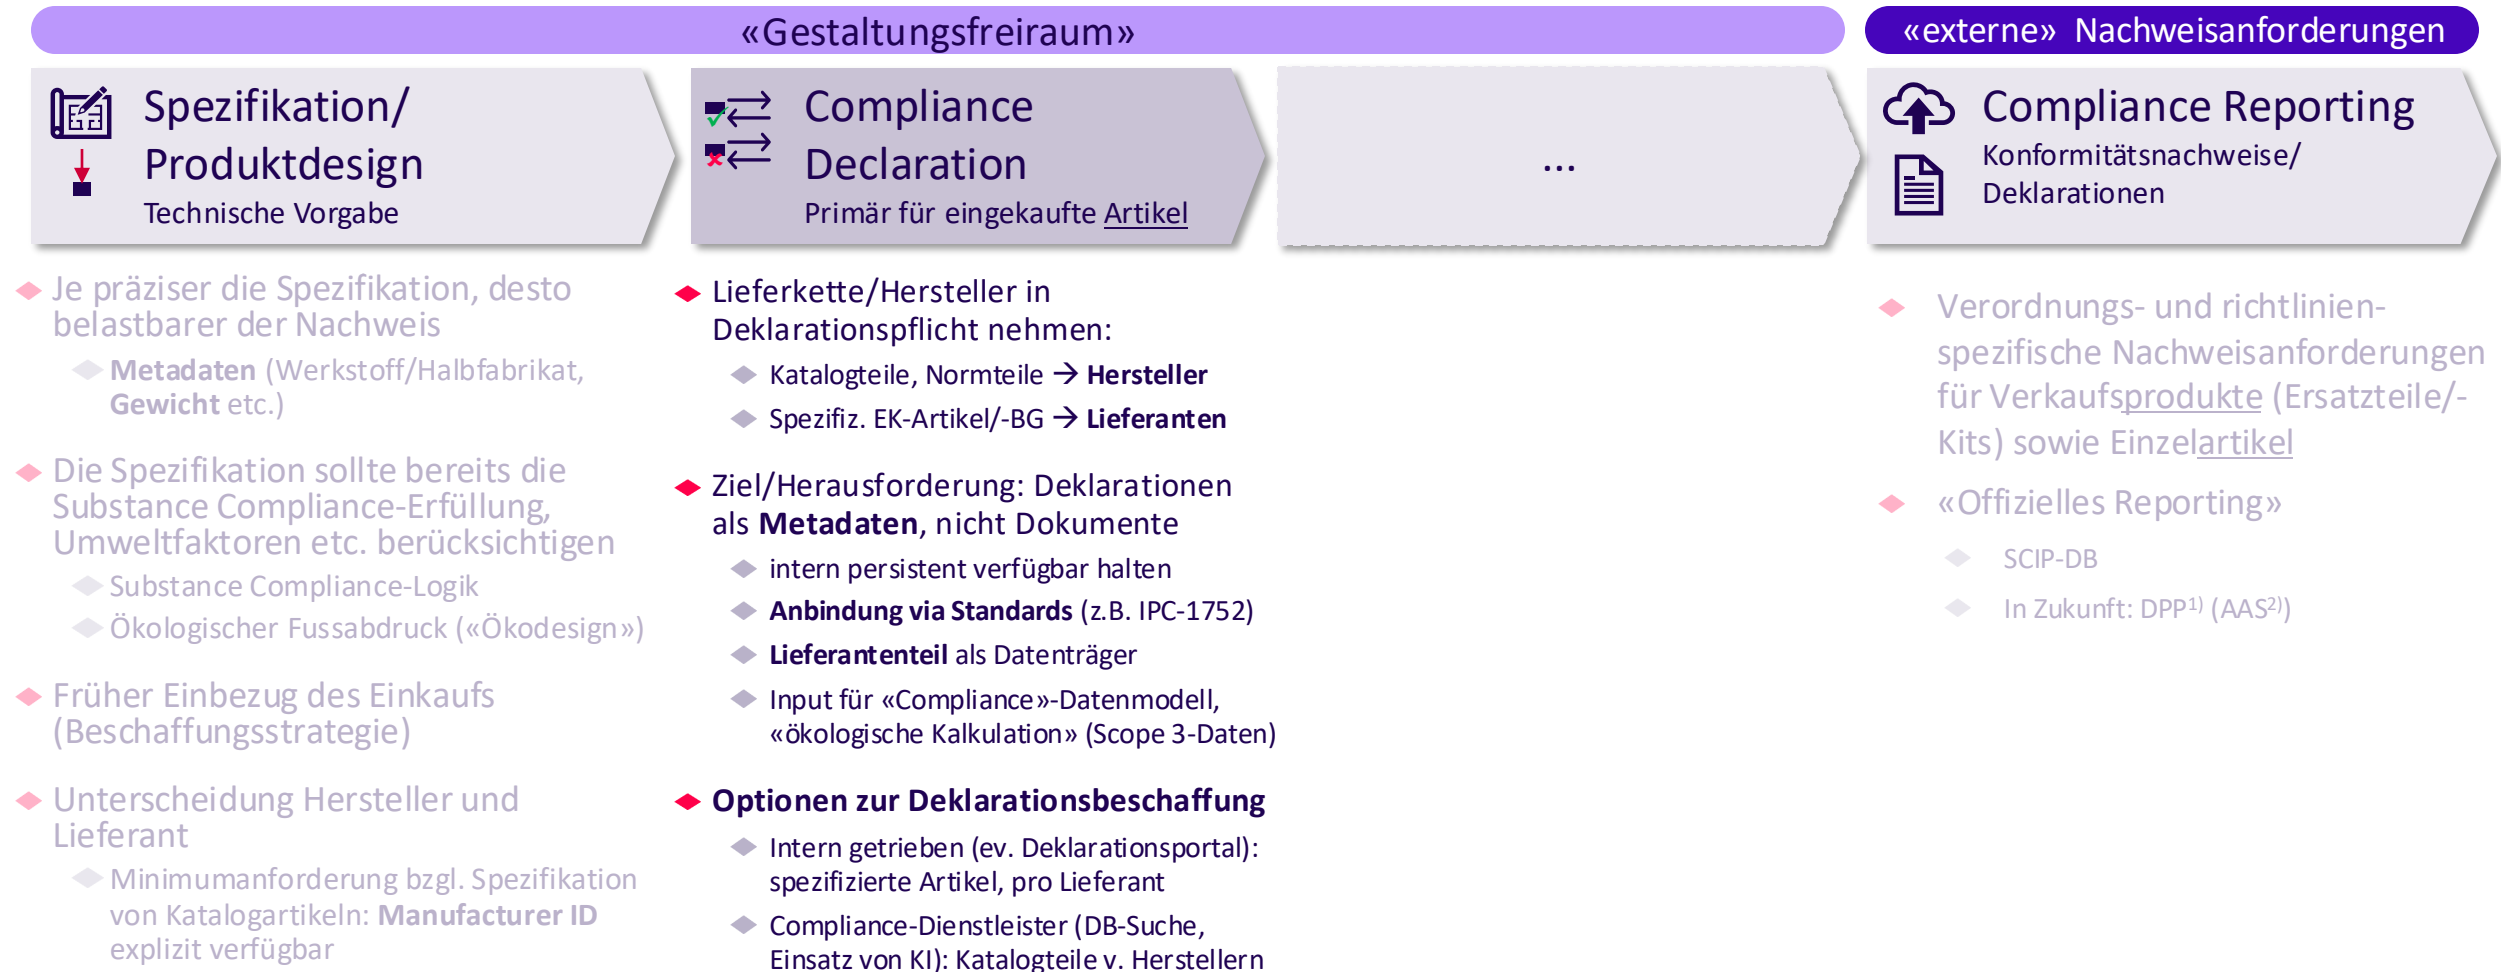 «Gestaltungsfreiraum»
«externe» Nachweisanforderungen
Spezifikation/
Produktdesign
Technische Vorgabe
Compliance
Declaration
Primär für eingekaufte Artikel
...
Compliance Reporting
Konformitätsnachweise/
Deklarationen
Je präziser die Spezifikation, desto
belastbarer der Nachweis
Metadaten (Werkstoff/Halbfabrikat,
Gewicht etc.)
Die Spezifikation sollte bereits die
Substance Compliance-Erfüllung,
Umweltfaktoren etc. berücksichtigen
Substance Compliance-Logik
Ökologischer Fussabdruck («Ökodesign»)
Früher Einbezug des Einkaufs
(Beschaffungsstrategie)
Unterscheidung Hersteller und
Lieferant
Minimumanforderung bzgl. Spezifikation
von Katalogartikeln: Manufacturer ID
explizit verfügbar
Lieferkette/Hersteller in
Deklarationspflicht nehmen:
Katalogteile, Normteile → Hersteller
Spezifiz. EK-Artikel/-BG → Lieferanten
Ziel/Herausforderung: Deklarationen
als Metadaten, nicht Dokumente
intern persistent verfügbar halten
Anbindung via Standards (z.B. IPC-1752)
Lieferantenteil als Datenträger
Input für «Compliance»-Datenmodell,
«ökologische Kalkulation» (Scope 3-Daten)
Optionen zur Deklarationsbeschaffung
Intern getrieben (ev. Deklarationsportal):
spezifizierte Artikel, pro Lieferant
Compliance-Dienstleister (DB-Suche,
Einsatz von KI): Katalogteile v. Herstellern
Verordnungs- und richtlinien-
spezifische Nachweisanforderungen
für Verkaufsprodukte (Ersatzteile/-
Kits) sowie Einzelartikel
«Offizielles Reporting»
SCIP-DB
In Zukunft: DPP1) (AAS2))